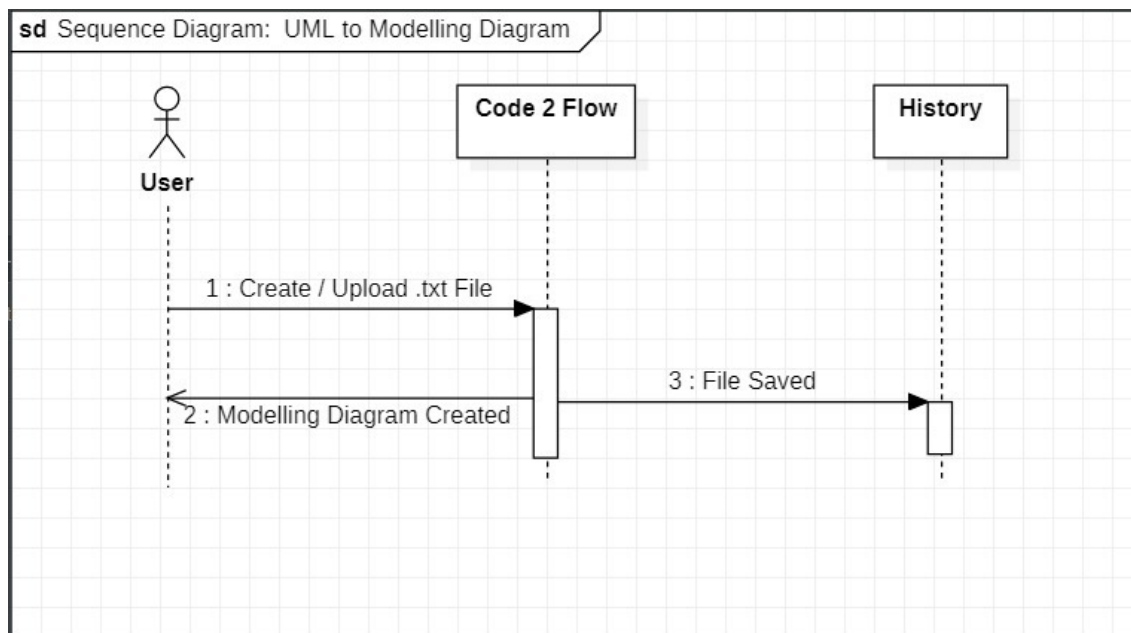 sd Sequence Diagram: UML to Modelling Diagram
Code 2 Flow
History
User
1 : Create / Upload .txt File
3 : File Saved
2 : Modelling Diagram Created